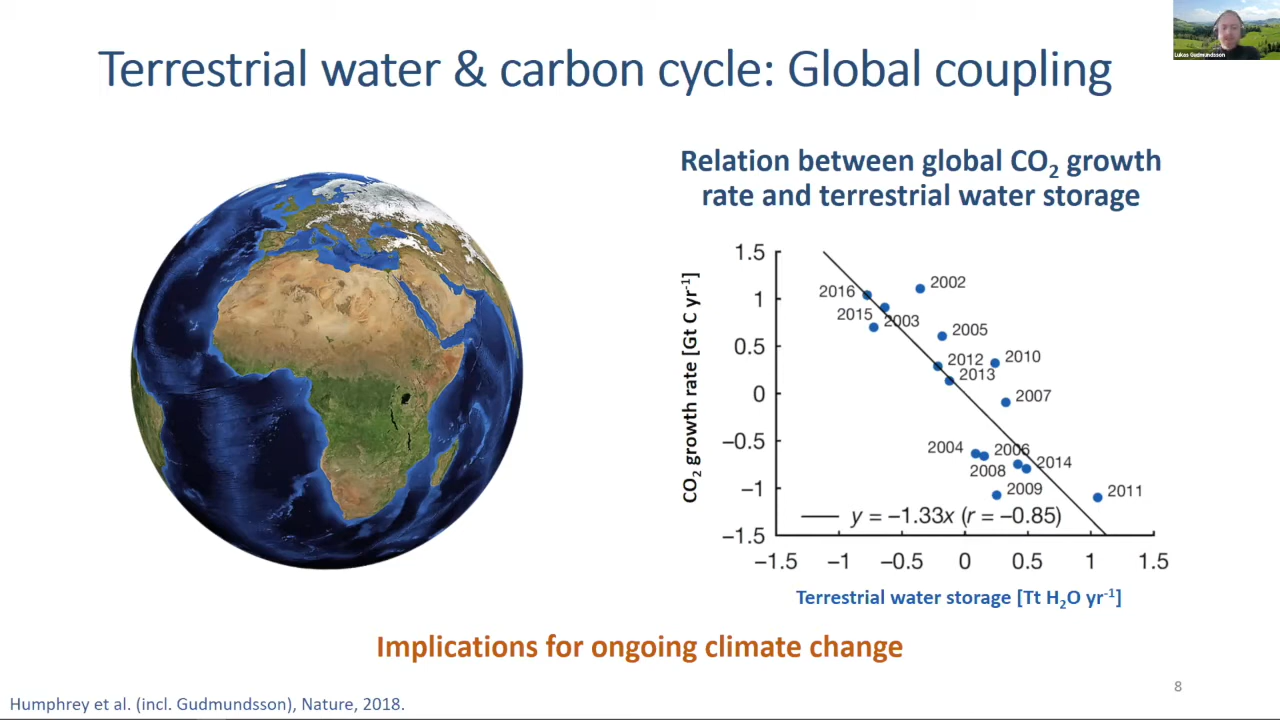 Lukas Gudmundsson
Terrestrial water & carbon cycle: Global coupling
Relation between global CO₂ growth
rate and terrestrial water storage
CO₂ growth rate [Gt C yr⁻¹]
1.5
1
0.5
0
−0.5
−1
−1.5
2002
2016
2015
2003
2005
2012
2010
2013
2007
2004
2006
2008
2014
2009
2011
y = −1.33x (r = −0.85)
−1.5 −1 −0.5 0 0.5 1 1.5
Terrestrial water storage [Tt H₂O yr⁻¹]
Implications for ongoing climate change
8
Humphrey et al. (incl. Gudmundsson), Nature, 2018.